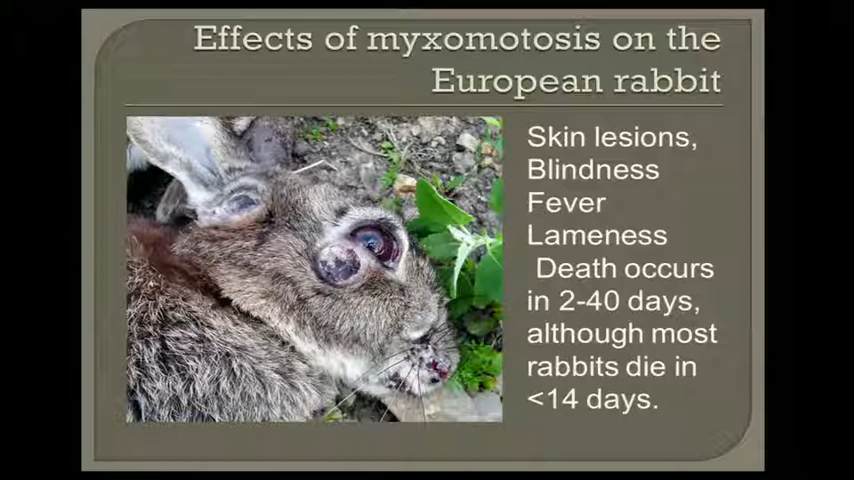 Effects of myxomotosis on the
European rabbit
Skin lesions,
Blindness
Fever
Lameness
Death occurs
in 2-40 days,
although most
rabbits die in
<14 days.